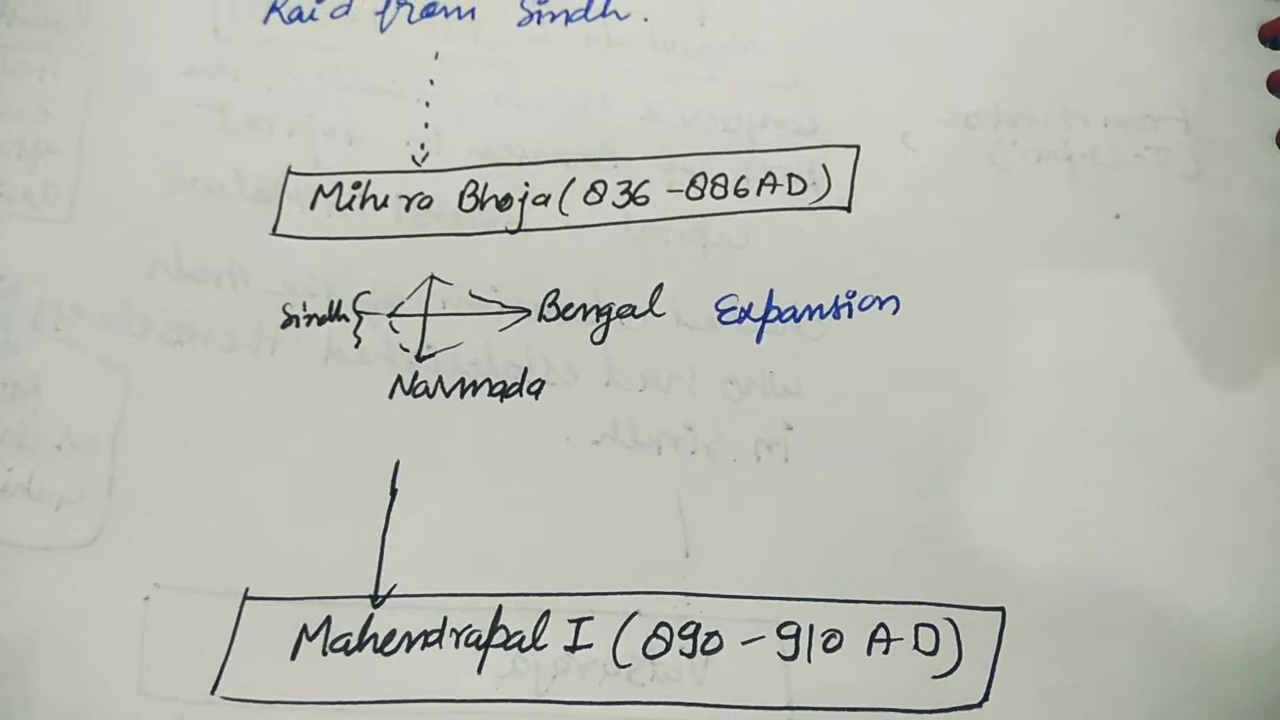 Raid from Sindh.
Mihira Bhoja (836 - 886 AD)
Sindh Bengal Expansion
Narmada
Mahendrapal I (890 - 910 AD)